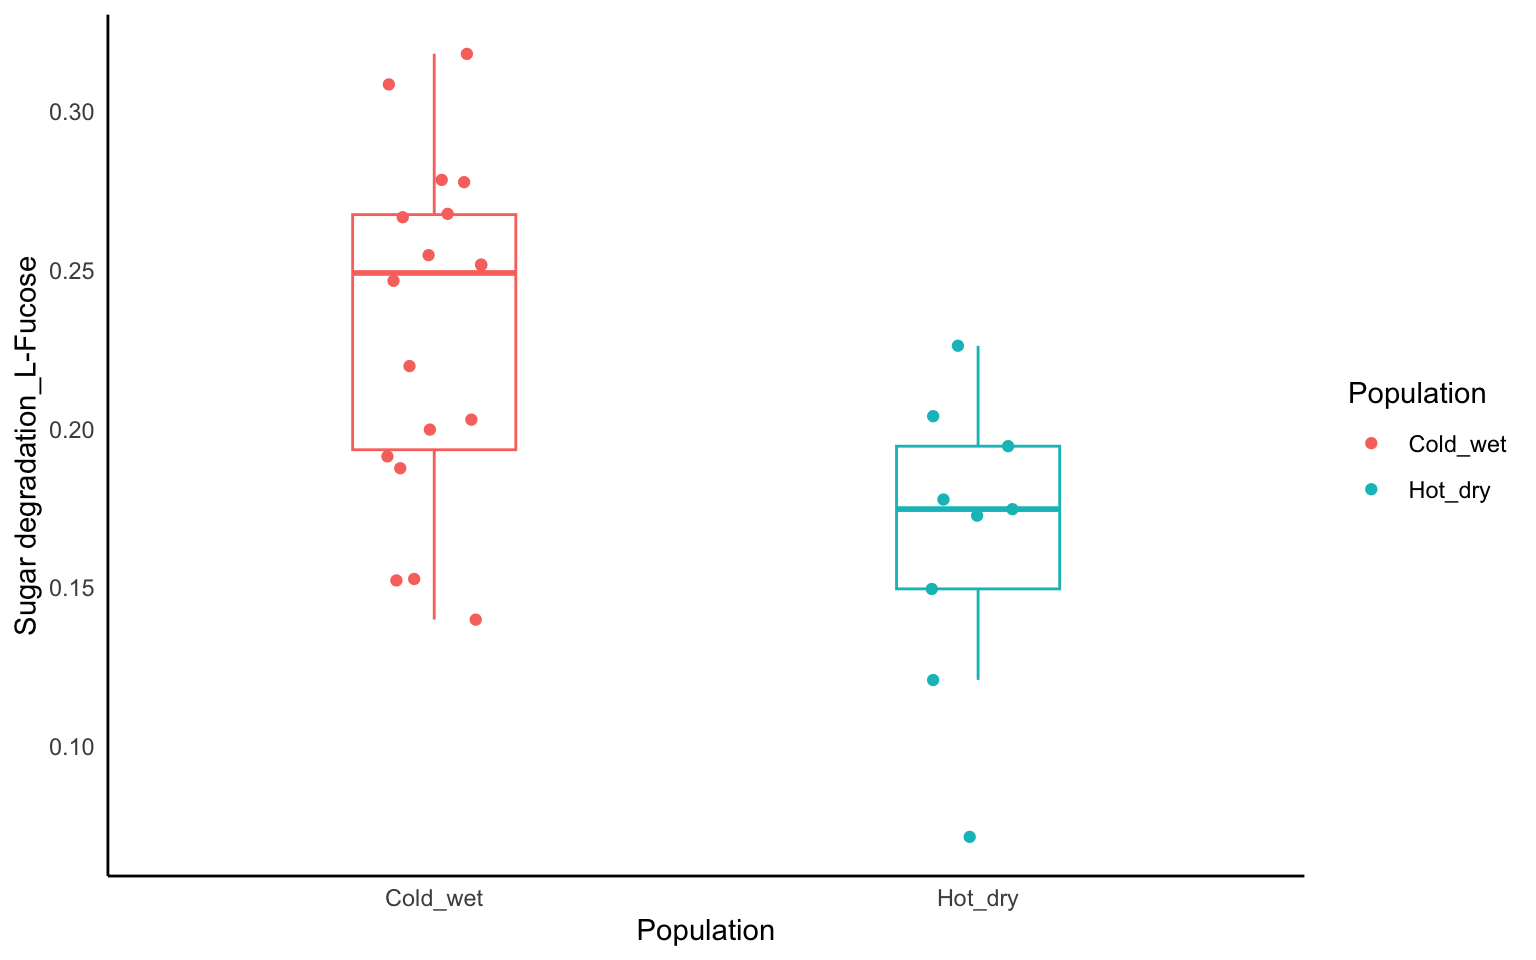 Sugar degradation_L-Fucose
0.30
0.25
0.20
0.15
0.10
Cold_wet
Hot_dry
Population
Population
Cold_wet
Hot_dry